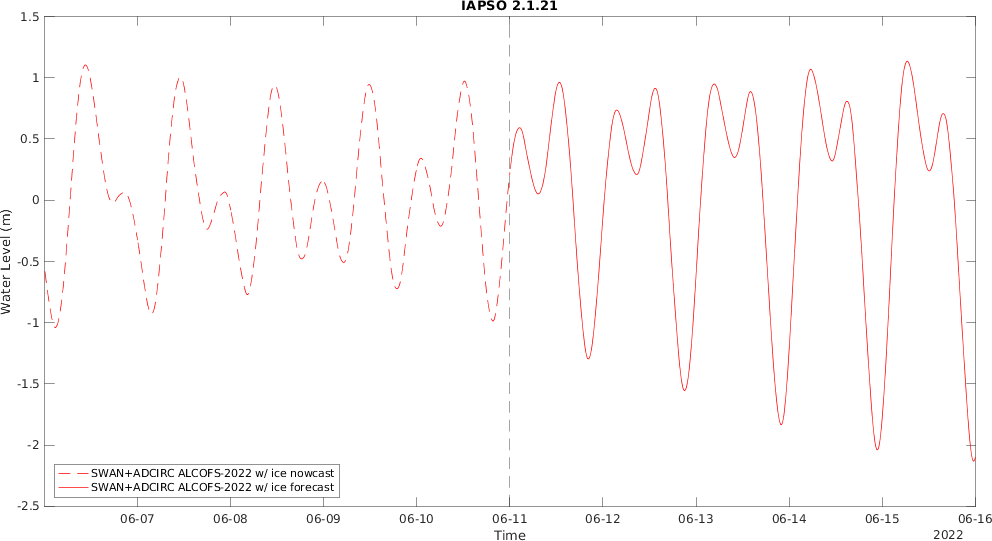 IAPSO 2.1.21
1.5
1
0.5
0
-0.5
-1
-1.5
-2
-2.5
Water Level (m)
SWAN+ADCIRC ALCOFS-2022 w/ ice nowcast
SWAN+ADCIRC ALCOFS-2022 w/ ice forecast
06-07 06-08 06-09 06-10 06-11 06-12 06-13 06-14 06-15 06-16
Time
2022